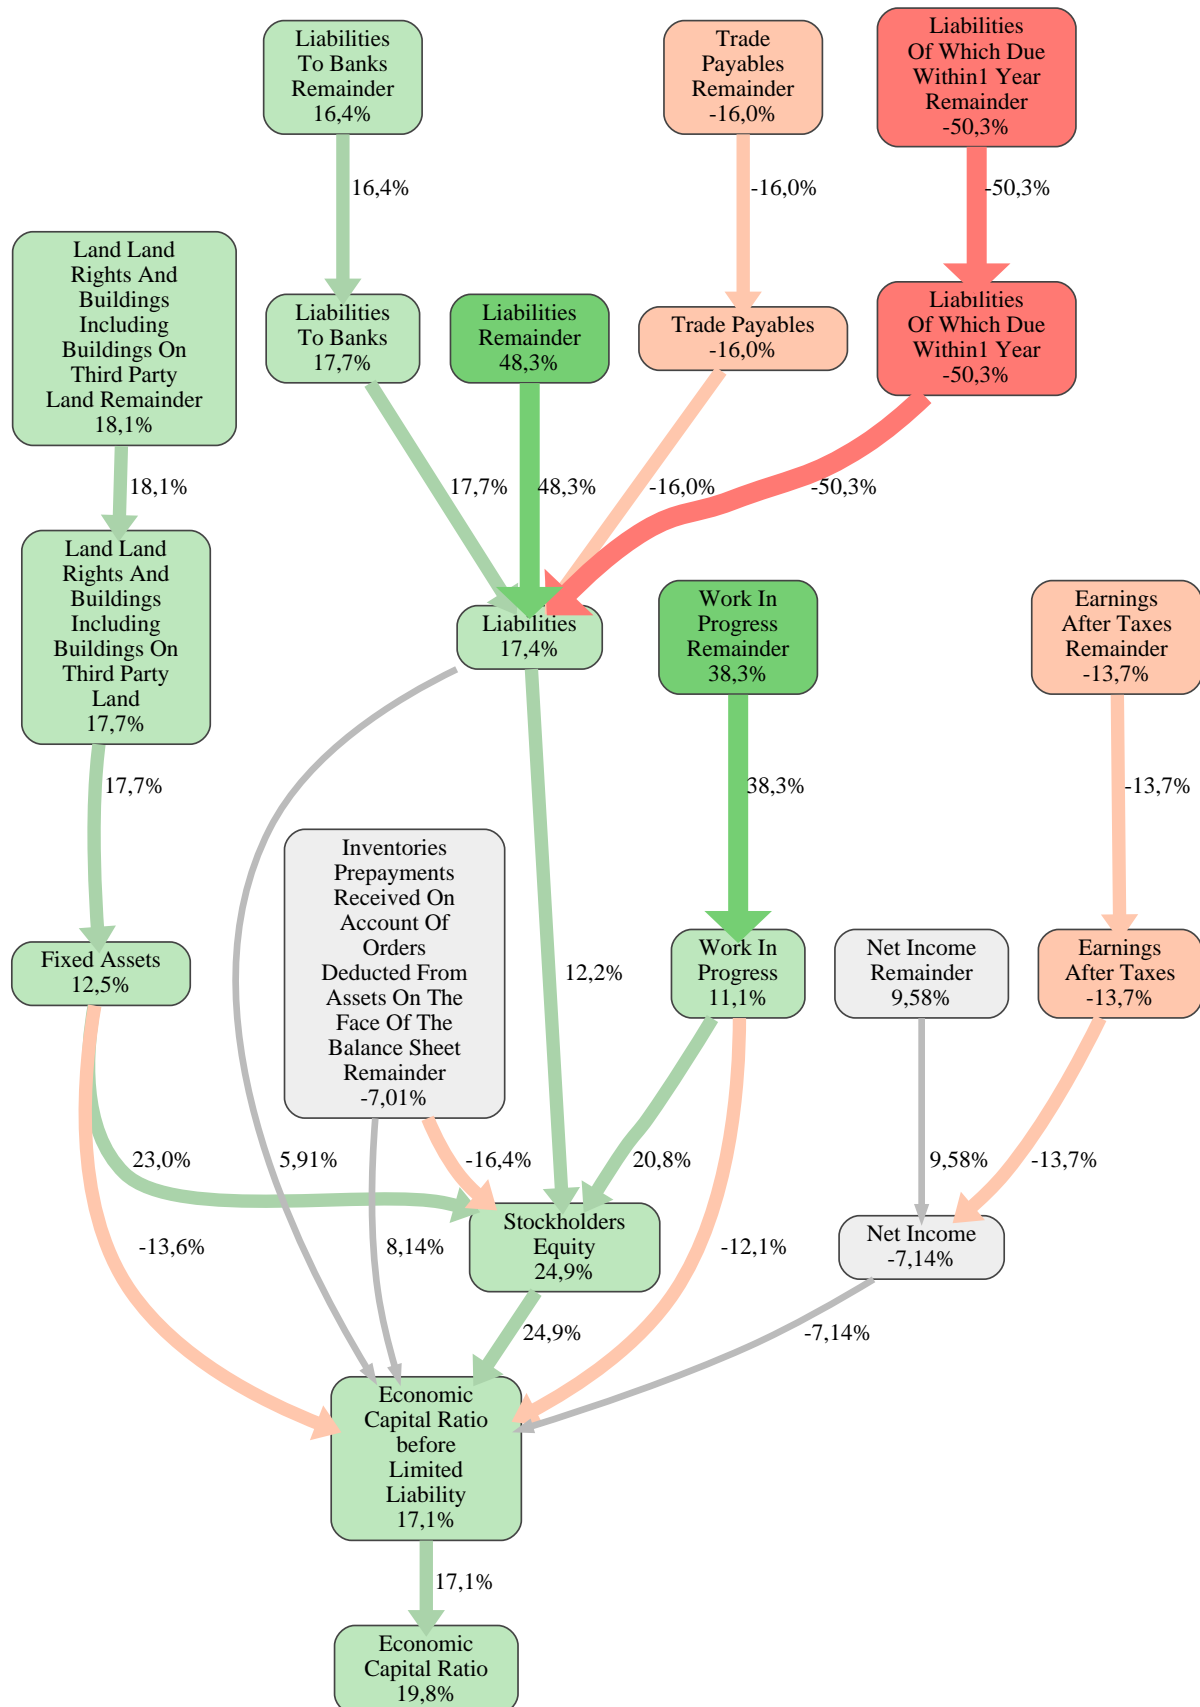 Liabilities
To Banks
Remainder
16,4%
Trade
Payables
Remainder
-16,0%
Liabilities
Of Which Due
Within1 Year
Remainder
-50,3%
16,4%
-16,0%
-50,3%
Land Land
Rights And
Buildings
Including
Buildings On
Third Party
Land Remainder
18,1%
Liabilities
To Banks
17,7%
Liabilities
Remainder
48,3%
Trade Payables
-16,0%
Liabilities
Of Which Due
Within1 Year
-50,3%
18,1%
17,7%
48,3%
-16,0%
-50,3%
Land Land
Rights And
Buildings
Including
Buildings On
Third Party
Land
17,7%
Liabilities
17,4%
Work In
Progress
Remainder
38,3%
Earnings
After Taxes
Remainder
-13,7%
17,7%
38,3%
-13,7%
Inventories
Prepayments
Received On
Account Of
Orders
Deducted From
Assets On The
Face Of The
Balance Sheet
Remainder
-7,01%
Fixed Assets
12,5%
12,2%
Work In
Progress
11,1%
Net Income
Remainder
9,58%
Earnings
After Taxes
-13,7%
23,0%
5,91%
-16,4%
20,8%
9,58%
-13,7%
-13,6%
8,14%
Stockholders
Equity
24,9%
-12,1%
Net Income
-7,14%
24,9%
-7,14%
Economic
Capital Ratio
before
Limited
Liability
17,1%
17,1%
Economic
Capital Ratio
19,8%